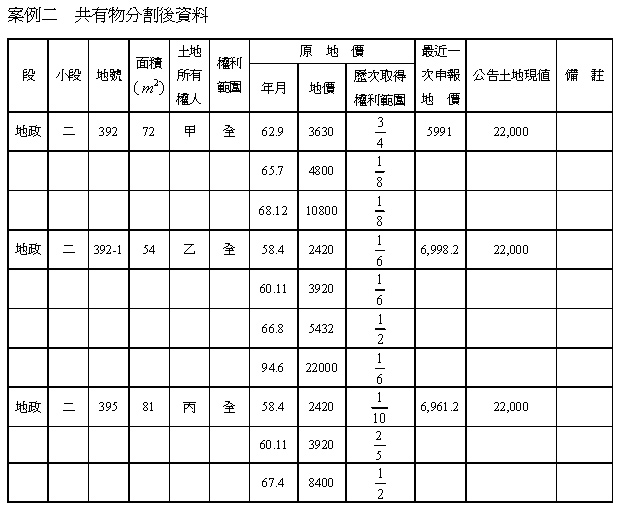 案例二　共有物分割後資料
段 小段 地號 面積(m²) 土地所有權人 權利範圍 原地價 最近一次申報地價 公告土地現值 備註
年月 地價 歷次取得權利範圍
地政 二 392 72 甲 全 62.9 3630 3/4 5991 22,000
65.7 4800 1/8
68.12 10800 1/8
地政 二 392-1 54 乙 全 58.4 2420 1/6 6,998.2 22,000
60.11 3920 1/6
66.8 5432 1/2
94.6 22000 1/6
地政 二 395 81 丙 全 58.4 2420 1/10 6,961.2 22,000
60.11 3920 2/5
67.4 8400 1/2